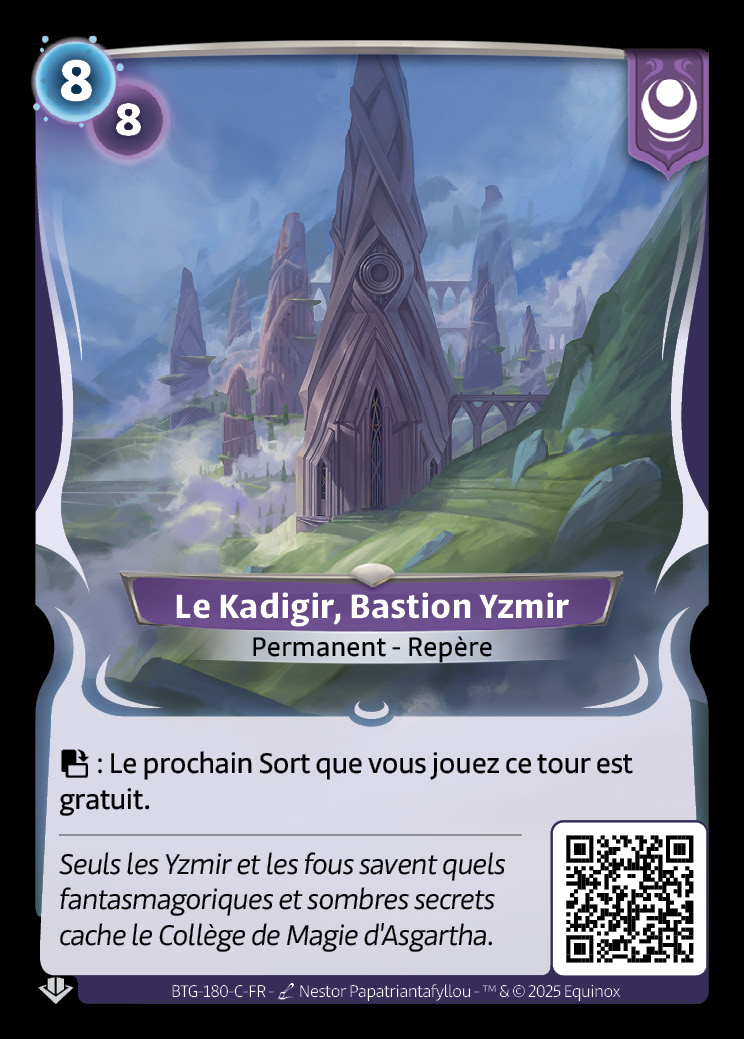 8
8
Le Kadigir, Bastion Yzmir
Permanent - Repère
: Le prochain Sort que vous jouez ce tour est
gratuit.
Seuls les Yzmir et les fous savent quels
fantasmagoriques et sombres secrets
cache le Collège de Magie d'Asgartha.
BTG-180-C-FR - Nestor Papatriantafyllou - ™ & © 2025 Equinox